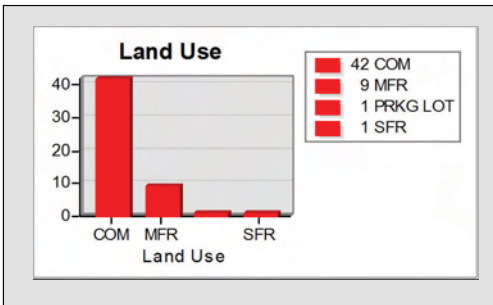 Land Use
42 COM
9 MFR
1 PRKG LOT
1 SFR
40
30
20
10
0
COM MFR SFR
Land Use